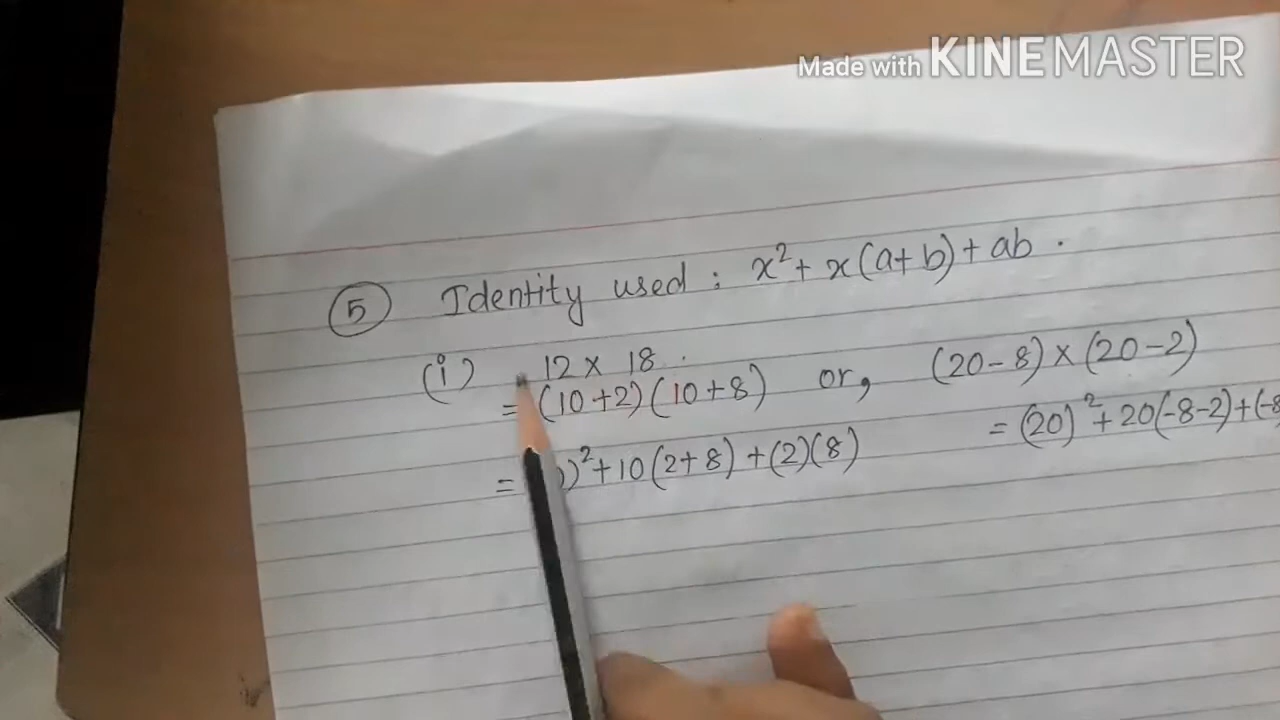 Made with KINEMASTER
5 Identity used : x²+ x(a+b)+ab .
(i) 12 × 18 .
= (10+2)(10+8) or, (20-8)×(20-2)
= )²+10(2+8)+(2)(8) = (20)²+20(-8-2)+(-8